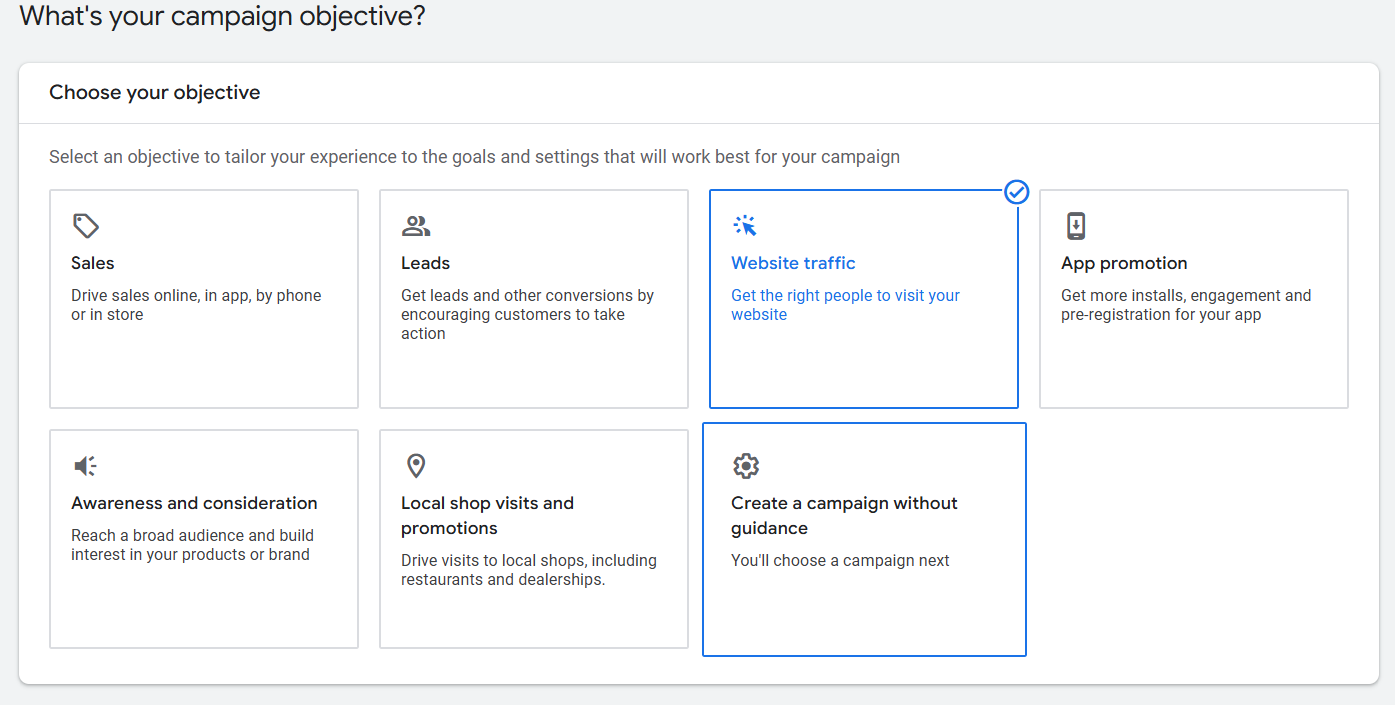 What's your campaign objective?
Choose your objective
Select an objective to tailor your experience to the goals and settings that will work best for your campaign
Sales
Drive sales online, in app, by phone
or in store
Leads
Get leads and other conversions by
encouraging customers to take
action
Website traffic
Get the right people to visit your
website
App promotion
Get more installs, engagement and
pre-registration for your app
Awareness and consideration
Reach a broad audience and build
interest in your products or brand
Local shop visits and
promotions
Drive visits to local shops, including
restaurants and dealerships.
Create a campaign without
guidance
You'll choose a campaign next